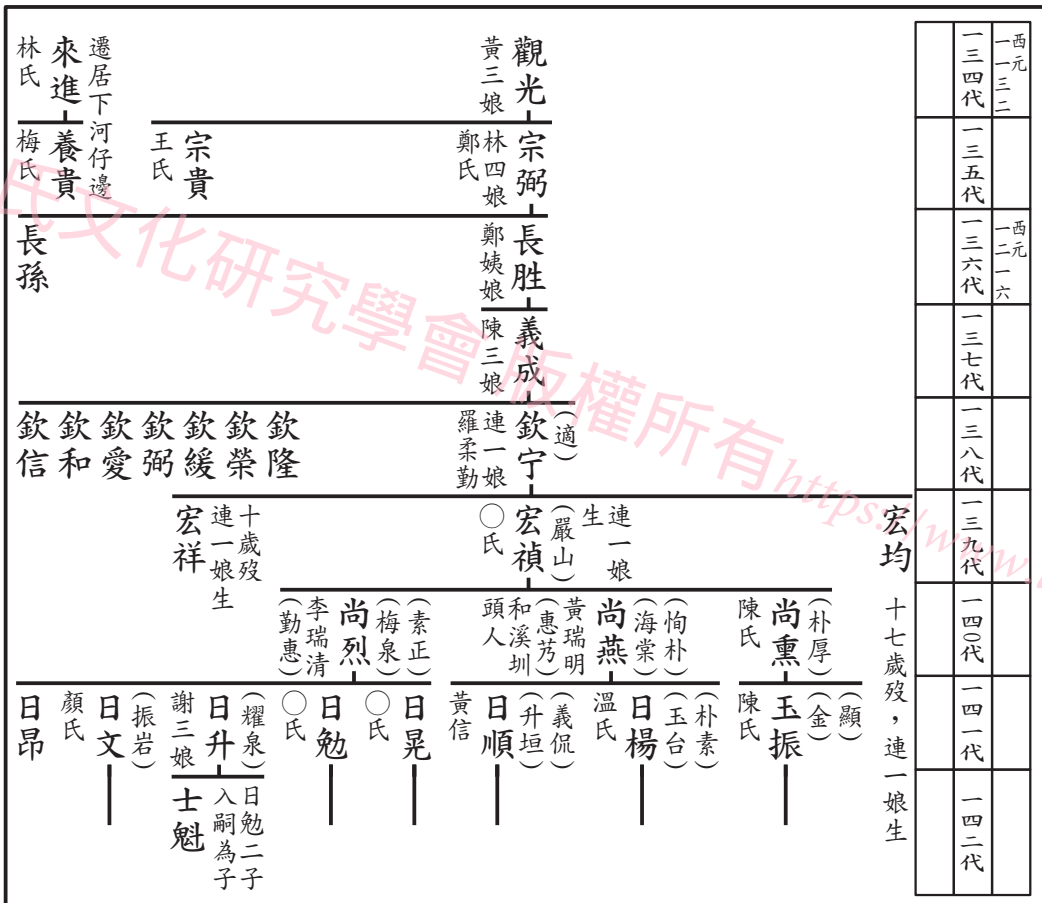 西元
一一三二
一三四代
一三五代
西元
一二一六
一三六代
一三七代
一三八代
一三九代
一四〇代
一四一代
一四二代
觀光
黃三娘
來進
林氏
遷居下河仔邊
宗弼
林四娘
鄭氏
宗貴
王氏
養貴
梅氏
長胜
鄭姨娘
長孫
義成
陳三娘
(適)
欽宁
連一娘
羅柔勤
欽隆
欽榮
欽緩
欽弼
欽愛
欽和
欽信
宏均
十七歲歿，連一娘生
連一娘
生
(嚴山)
宏禎
○氏
十歲歿
連一娘生
宏祥
(朴厚)
尚熏
陳氏
(恂朴)
(海棠)
尚燕
黃瑞明
(惠芀)
和溪圳
頭人
(素正)
(梅泉)
尚烈
李瑞清
(勤惠)
(顯)
(金)
玉振
陳氏
(朴素)
(玉台)
日楊
溫氏
(義侃)
(升垣)
日順
黃信
日晃
○氏
日勉
○氏
(耀泉)
日升
謝三娘
(振岩)
日文
顏氏
日昂
士魁
日勉二子
入嗣為子
氏文化研究學會 版權所有https://www.